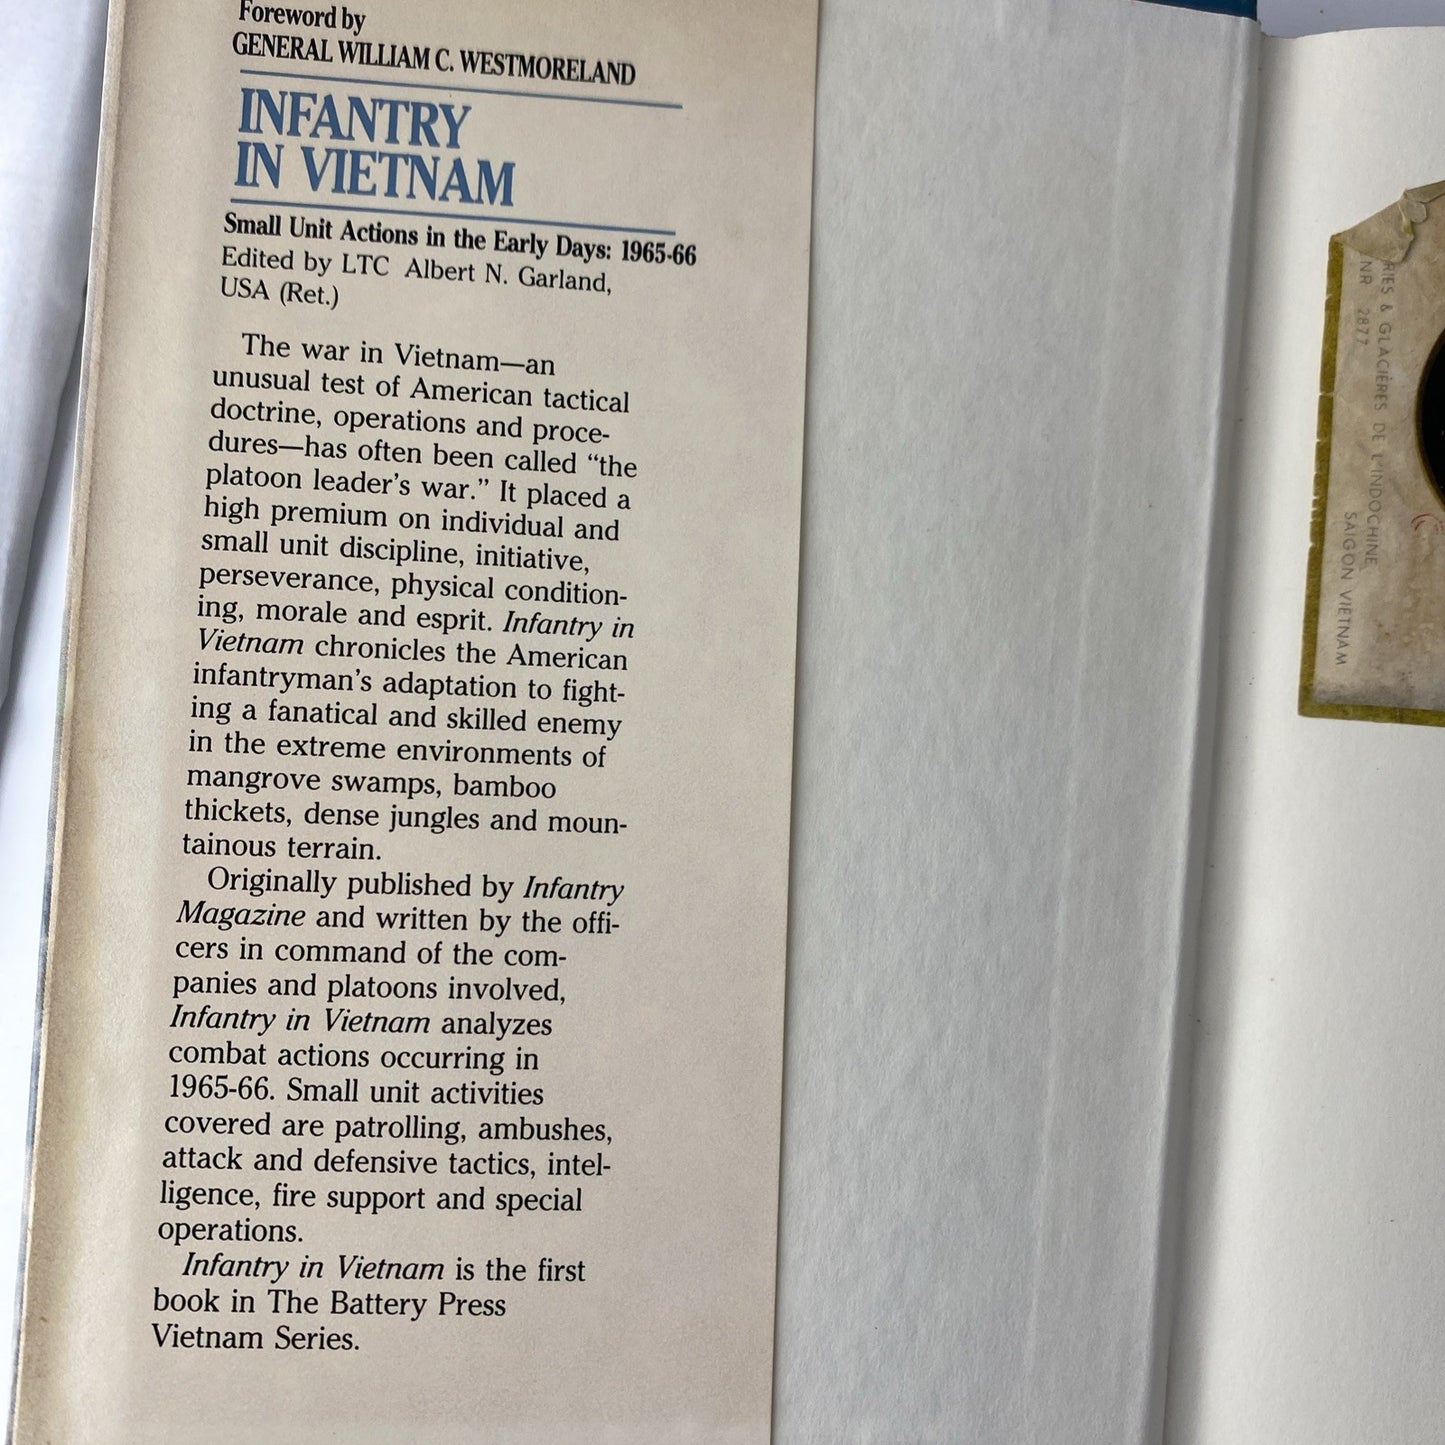 Foreword by
GENERAL WILLIAM C. WESTMORELAND
INFANTRY
IN VIETNAM
Small Unit Actions in the Early Days: 1965-66
Edited by LTC Albert N. Garland,
USA (Ret.)
The war in Vietnam—an
unusual test of American tactical
doctrine, operations and proce-
dures—has often been called “the
platoon leader’s war.” It placed a
high premium on individual and
small unit discipline, initiative,
perseverance, physical condition-
ing, morale and esprit. Infantry in
Vietnam chronicles the American
infantryman’s adaptation to fight-
ing a fanatical and skilled enemy
in the extreme environments of
mangrove swamps, bamboo
thickets, dense jungles and moun-
tainous terrain.
Originally published by Infantry
Magazine and written by the offi-
cers in command of the com-
panies and platoons involved,
Infantry in Vietnam analyzes
combat actions occurring in
1965-66. Small unit activities
covered are patrolling, ambushes,
attack and defensive tactics, intel-
ligence, fire support and special
operations.
Infantry in Vietnam is the first
book in The Battery Press
Vietnam Series.
RIES & GLACIÈRES DE L'INDOCHINE
NR 2877 SAIGON VIETNAM